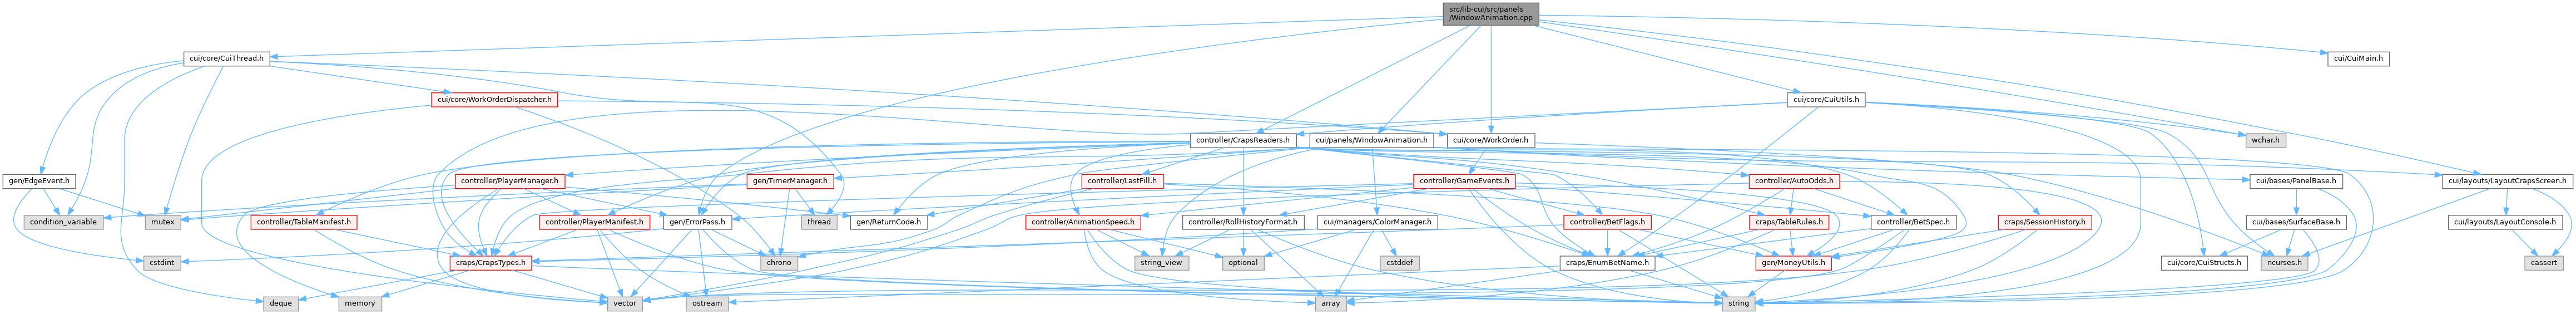 src/lib-cui/src/panels
/WindowAnimation.cpp
cui/core/CuiThread.h
cui/CuiMain.h
cui/core/WorkOrderDispatcher.h
cui/core/CuiUtils.h
controller/CrapsReaders.h
cui/panels/WindowAnimation.h
cui/core/WorkOrder.h
wchar.h
gen/EdgeEvent.h
controller/PlayerManager.h
gen/TimerManager.h
controller/LastFill.h
controller/GameEvents.h
controller/AutoOdds.h
cui/bases/PanelBase.h
cui/layouts/LayoutCrapsScreen.h
condition_variable
mutex
controller/TableManifest.h
controller/PlayerManifest.h
gen/ErrorPass.h
thread
gen/ReturnCode.h
controller/AnimationSpeed.h
controller/RollHistoryFormat.h
cui/managers/ColorManager.h
controller/BetFlags.h
craps/TableRules.h
controller/BetSpec.h
craps/SessionHistory.h
cui/bases/SurfaceBase.h
cui/layouts/LayoutConsole.h
cstdint
craps/CrapsTypes.h
chrono
string_view
optional
cstddef
craps/EnumBetName.h
gen/MoneyUtils.h
cui/core/CuiStructs.h
ncurses.h
cassert
deque
memory
vector
ostream
array
string